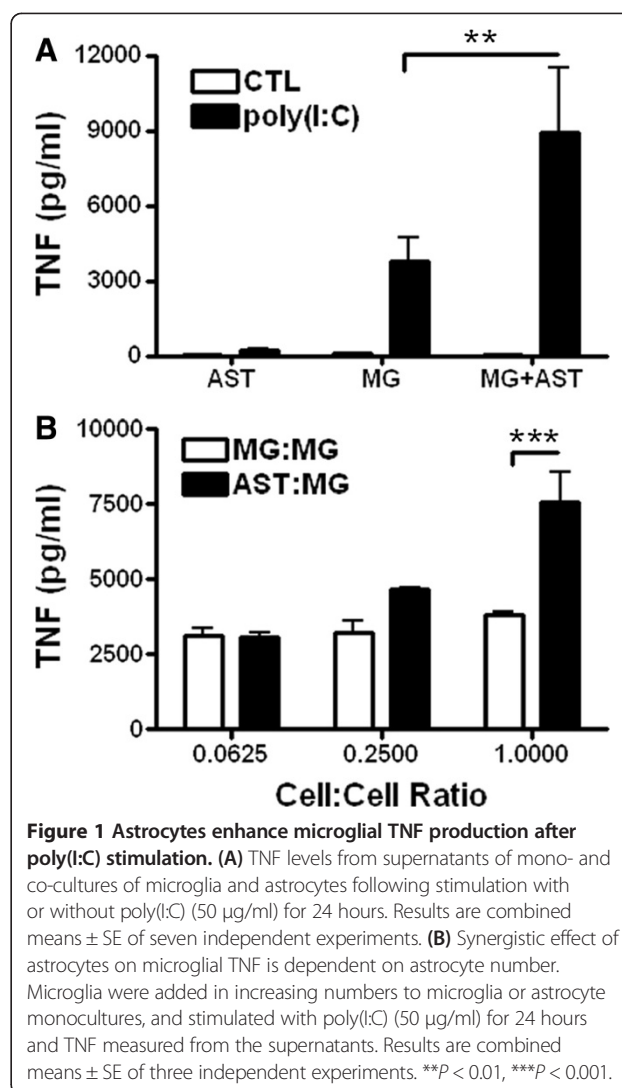 A
**
12000
CTL
poly(I:C)
9000
TNF (pg/ml)
6000
3000
0
AST MG MG+AST
B
10000
MG:MG
***
AST:MG
7500
TNF (pg/ml)
5000
2500
0
0.0625 0.2500 1.0000
Cell:Cell Ratio
Figure 1 Astrocytes enhance microglial TNF production after
poly(I:C) stimulation. (A) TNF levels from supernatants of mono- and
co-cultures of microglia and astrocytes following stimulation with
or without poly(I:C) (50 μg/ml) for 24 hours. Results are combined
means ± SE of seven independent experiments. (B) Synergistic effect of
astrocytes on microglial TNF is dependent on astrocyte number.
Microglia were added in increasing numbers to microglia or astrocyte
monocultures, and stimulated with poly(I:C) (50 μg/ml) for 24 hours
and TNF measured from the supernatants. Results are combined
means ± SE of three independent experiments. **P < 0.01, ***P < 0.001.